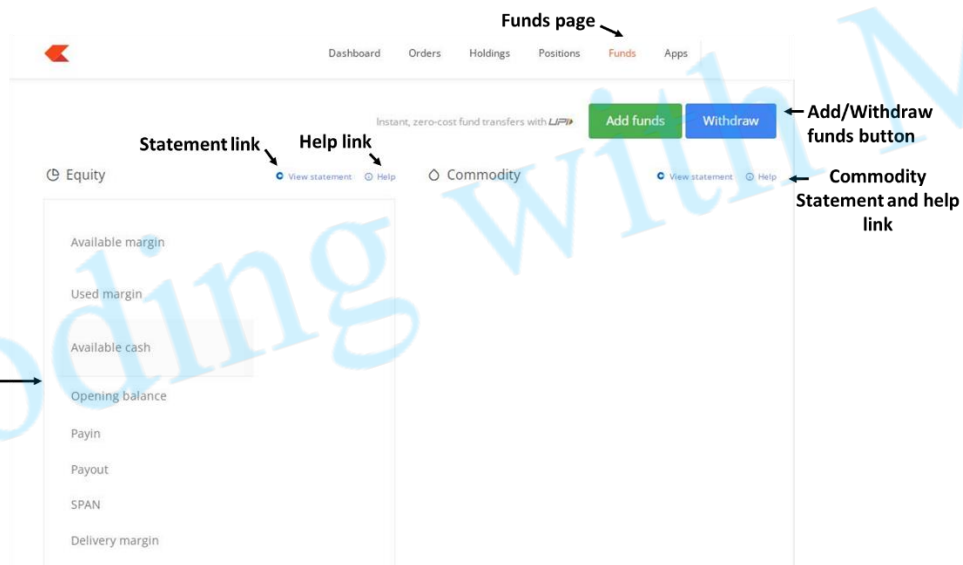 Funds page
Dashboard Orders Holdings Positions Funds Apps
Instant, zero-cost fund transfers with UPI
Add funds Withdraw
Add/Withdraw
funds button
Statement link Help link
Equity View statement Help
Commodity View statement Help
Commodity
Statement and help
link
Available margin
Used margin
Available cash
Opening balance
Payin
Payout
SPAN
Delivery margin
oding with M